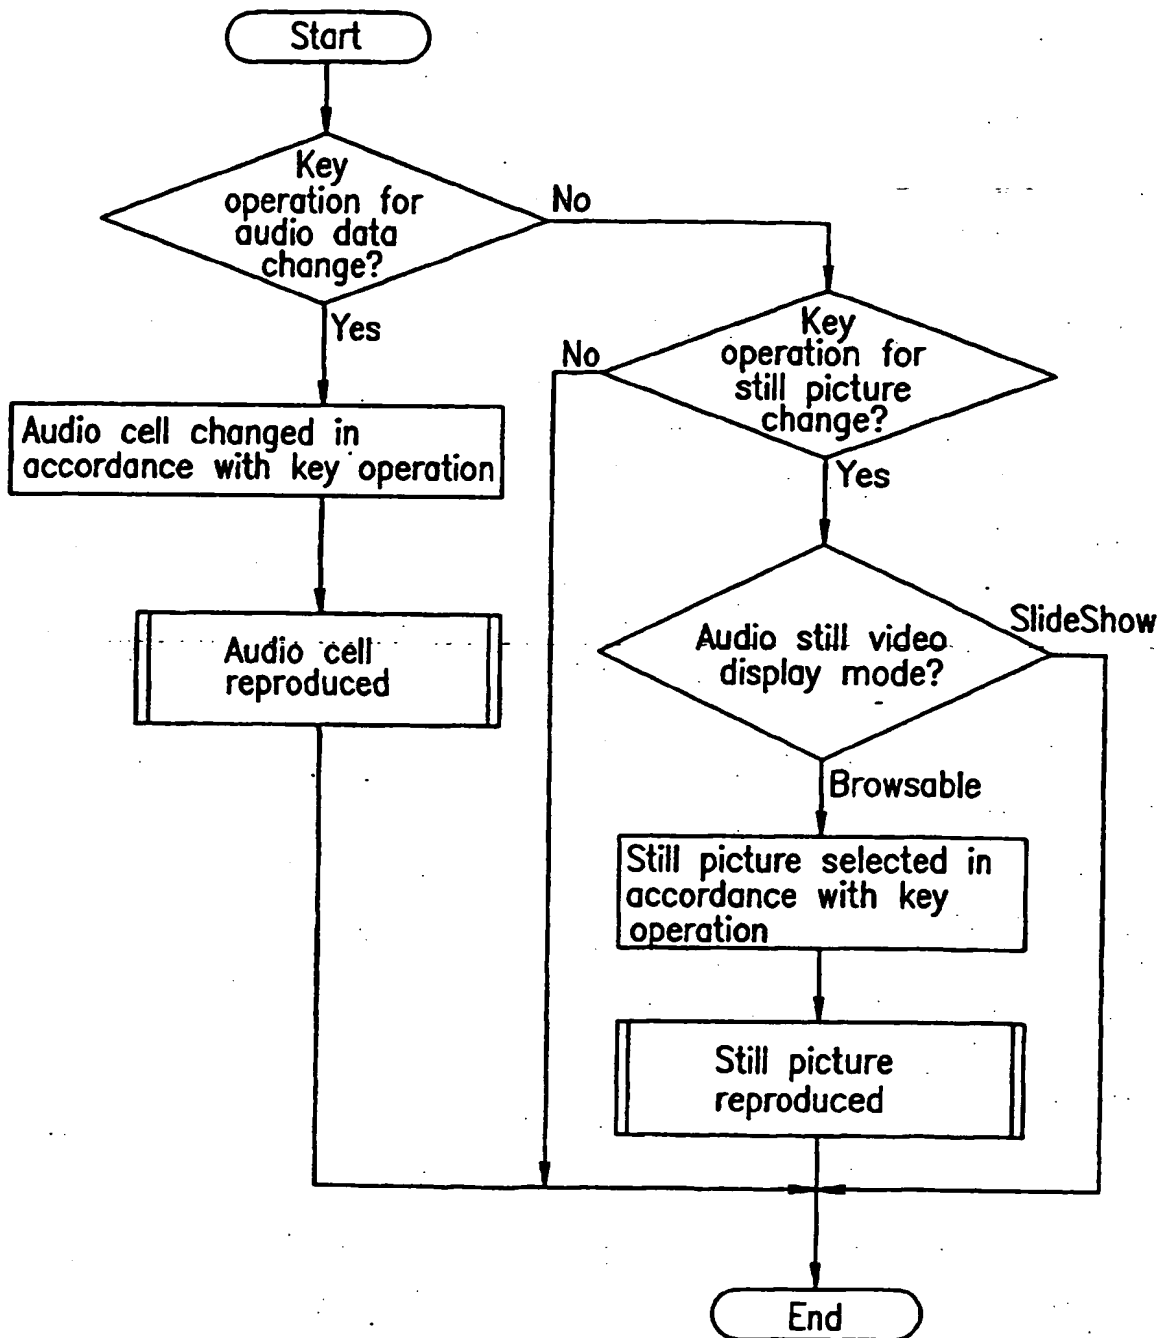 Start
Key
operation for
audio data
change?
No
Yes
Key
operation for
still picture
change?
No
Yes
Audio cell changed in
accordance with key operation
Audio cell
reproduced
Audio still video
display mode?
SlideShow
Browsable
Still picture selected in
accordance with key
operation
Still picture
reproduced
End